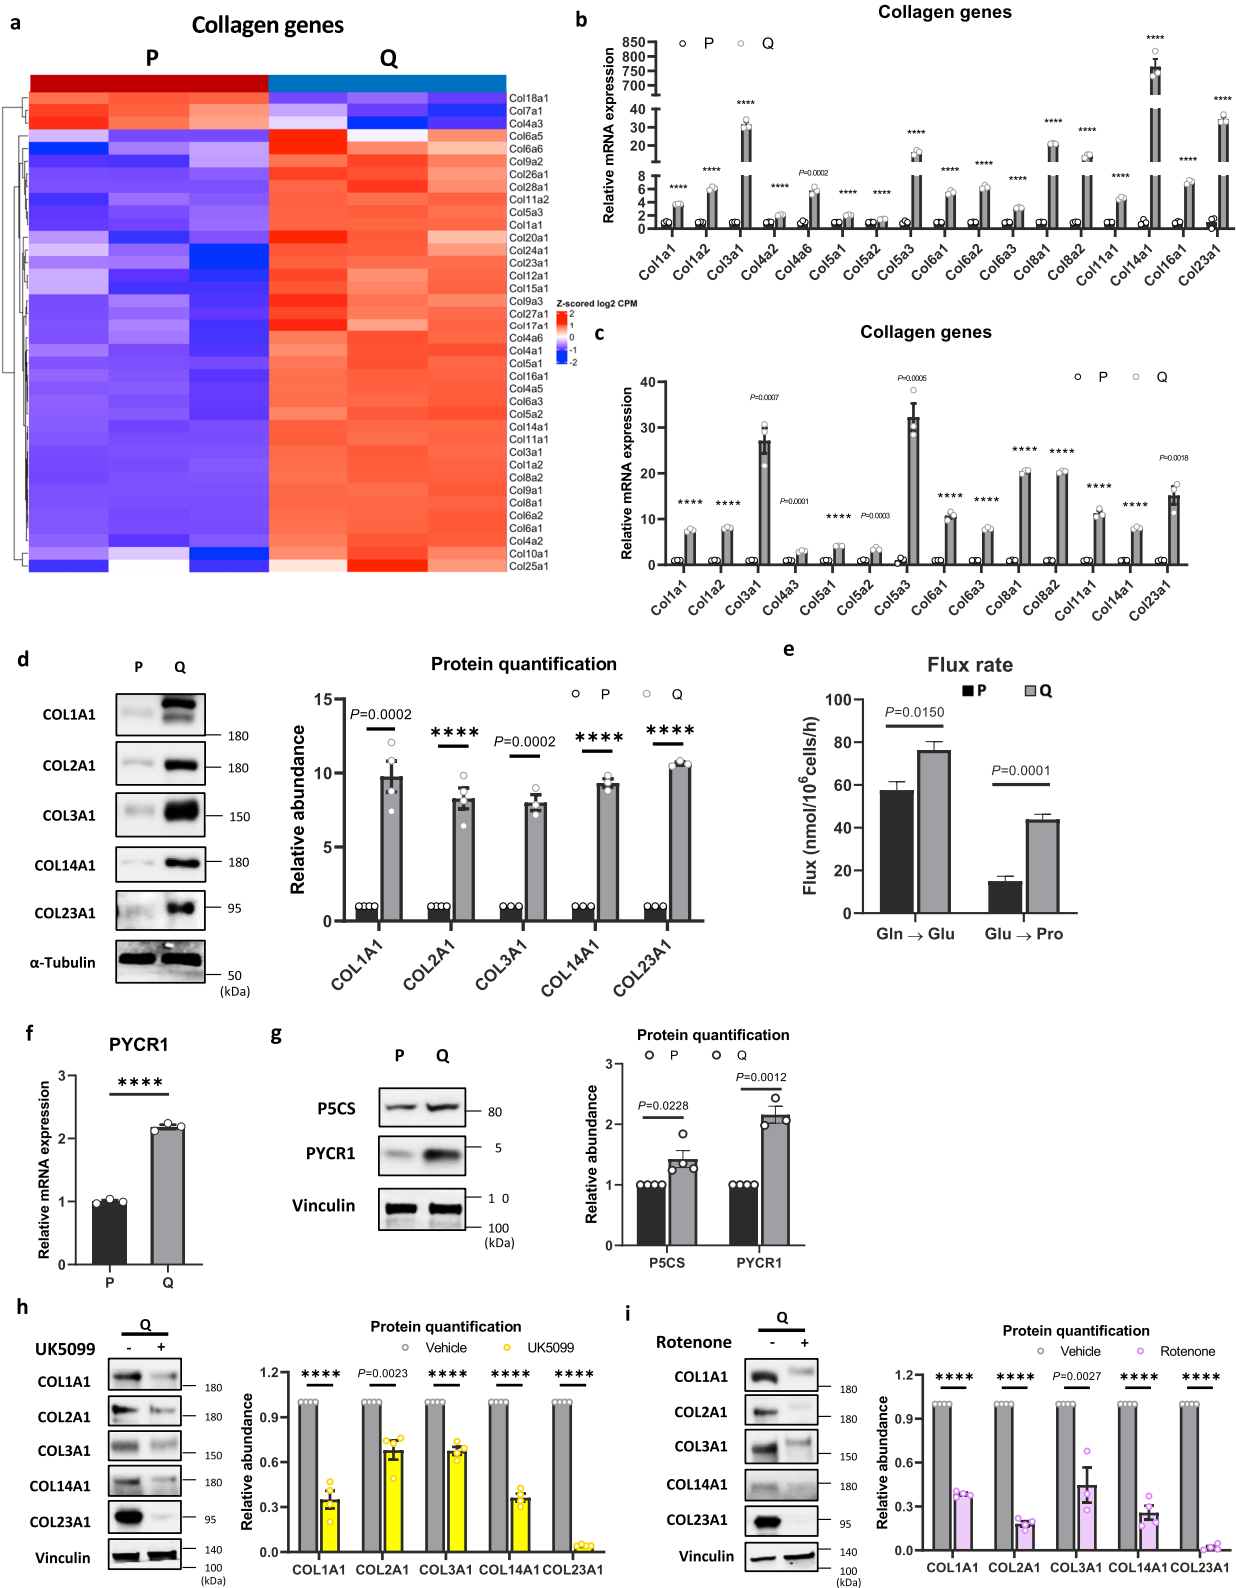 a
Collagen genes
P
Q
Col18a1
Col7a1
Col4a3
Col6a5
Col6a6
Col9a2
Col26a1
Col28a1
Col11a2
Col5a3
Col1a1
Col20a1
Col24a1
Col23a1
Col12a1
Col15a1
Col9a3
Col27a1
Col17a1
Col4a6
Col4a1
Col5a1
Col16a1
Col4a5
Col6a3
Col5a2
Col14a1
Col11a1
Col3a1
Col1a2
Col8a2
Col9a1
Col8a1
Col6a2
Col6a1
Col4a2
Col10a1
Col25a1
Z-scored log2 CPM
2
1
0
-1
-2
b
Collagen genes
P Q
Relative mRNA expression
850
800
750
700
40
30
20
8
6
4
2
0
**** **** **** **** P=0.0002 **** **** **** **** **** **** **** **** **** **** **** ****
Col1a1 Col1a2 Col3a1 Col4a2 Col4a6 Col5a1 Col5a2 Col5a3 Col6a1 Col6a2 Col6a3 Col8a1 Col8a2 Col11a1 Col14a1 Col16a1 Col23a1
c
Collagen genes
P Q
Relative mRNA expression
40
30
20
10
0
**** **** P=0.0007 P=0.0001 **** P=0.0003 P=0.0005 **** **** **** **** **** **** P=0.0018
Col1a1 Col1a2 Col3a1 Col4a3 Col5a1 Col5a2 Col5a3 Col6a1 Col6a3 Col8a1 Col8a2 Col11a1 Col14a1 Col23a1
d
P Q
COL1A1
180
COL2A1
180
COL3A1
150
COL14A1
180
COL23A1
95
α-Tubulin
50
(kDa)
Protein quantification
P Q
Relative abundance
15
10
5
0
P=0.0002 **** P=0.0002 **** ****
COL1A1 COL2A1 COL3A1 COL14A1 COL23A1
e
Flux rate
P Q
Flux (nmol/10⁶cells/h)
100
80
60
40
20
0
P=0.0150
P=0.0001
Gln → Glu Glu → Pro
f
PYCR1
Relative mRNA expression
3
2
1
0
****
P Q
g
P Q
P5CS
80
PYCR1
5
Vinculin
1 0
100
(kDa)
Protein quantification
P Q
Relative abundance
3
2
1
0
P=0.0228
P=0.0012
P5CS PYCR1
h
Q
UK5099 - +
COL1A1
180
COL2A1
180
COL3A1
150
COL14A1
180
COL23A1
95
Vinculin
140
100
(kDa)
Protein quantification
Vehicle UK5099
Relative abundance
1.2
0.9
0.6
0.3
0.0
**** P=0.0023 **** **** ****
COL1A1 COL2A1 COL3A1 COL14A1 COL23A1
i
Q
Rotenone - +
COL1A1
180
COL2A1
180
COL3A1
150
COL14A1
180
COL23A1
95
Vinculin
140
100
(kDa)
Protein quantification
Vehicle Rotenone
Relative abundance
1.2
0.9
0.6
0.3
0.0
**** **** P=0.0027 **** ****
COL1A1 COL2A1 COL3A1 COL14A1 COL23A1